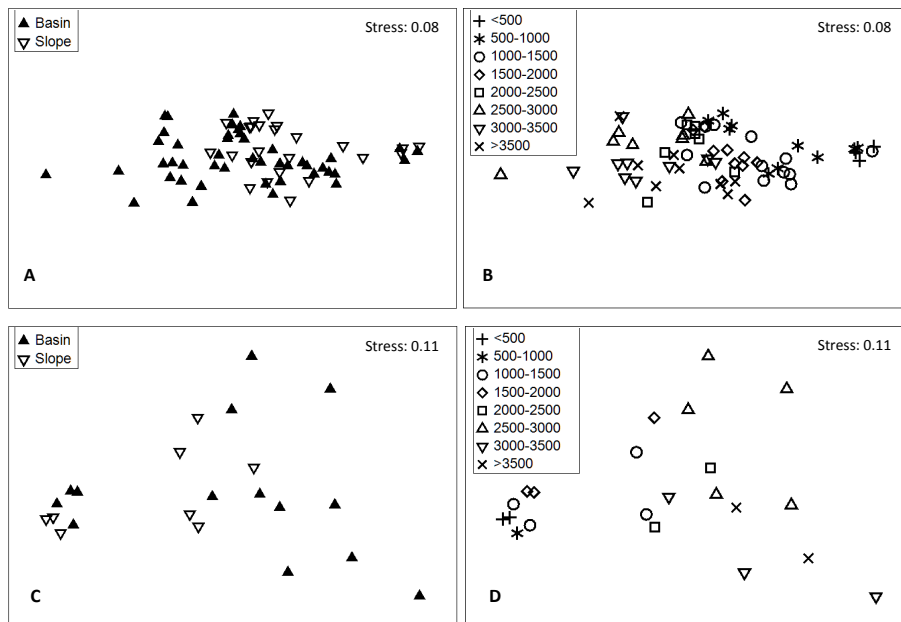 Basin
Slope
Stress: 0.08
A
<500
500-1000
1000-1500
1500-2000
2000-2500
2500-3000
3000-3500
>3500
Stress: 0.08
B
Basin
Slope
Stress: 0.11
C
<500
500-1000
1000-1500
1500-2000
2000-2500
2500-3000
3000-3500
>3500
Stress: 0.11
D